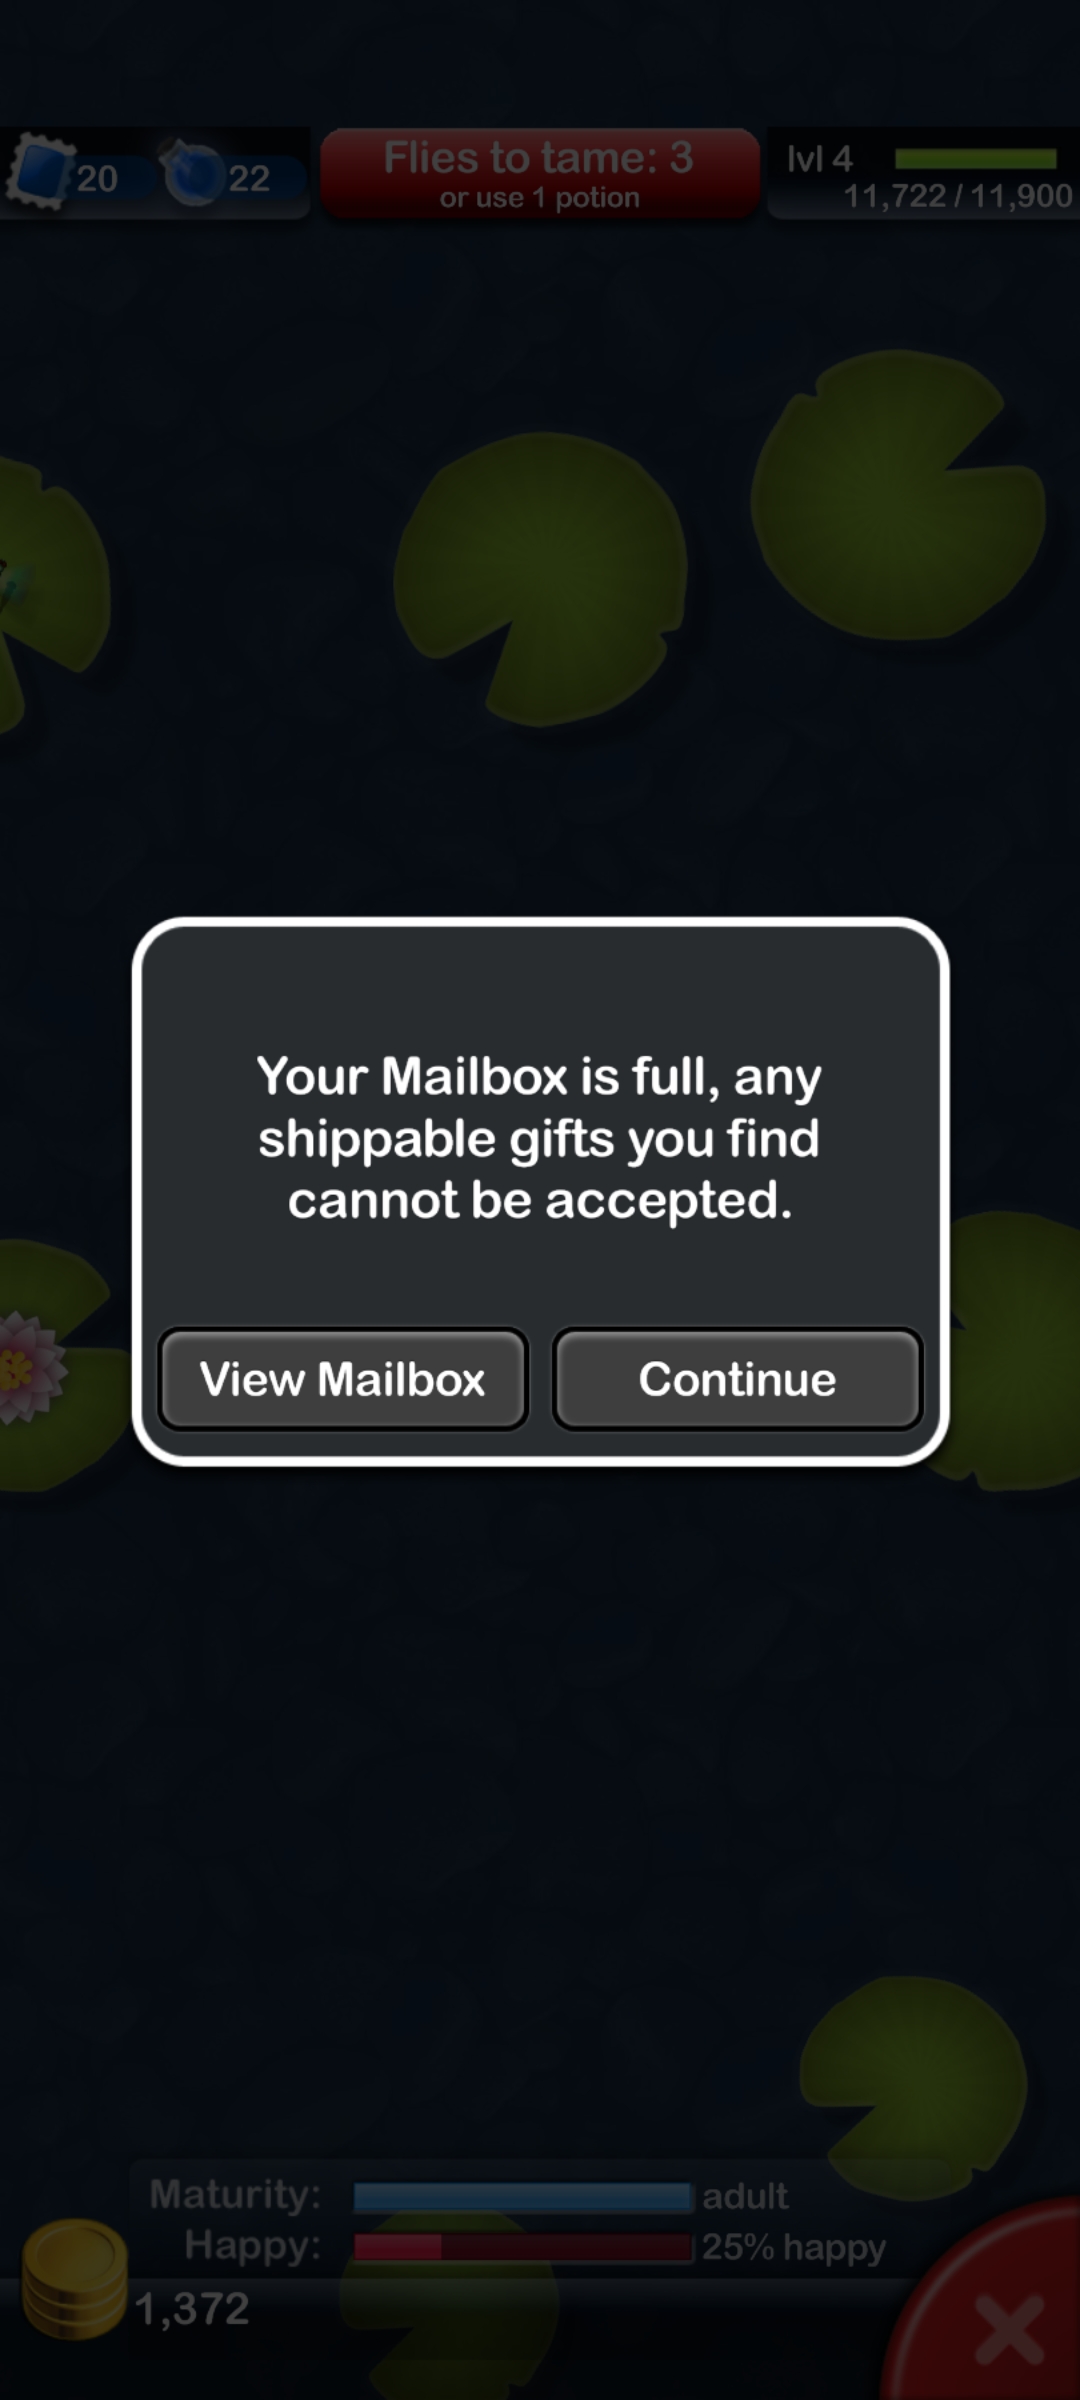 20
22
Flies to tame: 3
or use 1 potion
lvl 4
11,722 / 11,900
Your Mailbox is full, any
shippable gifts you find
cannot be accepted.
View Mailbox
Continue
Maturity:
adult
Happy:
25% happy
1,372